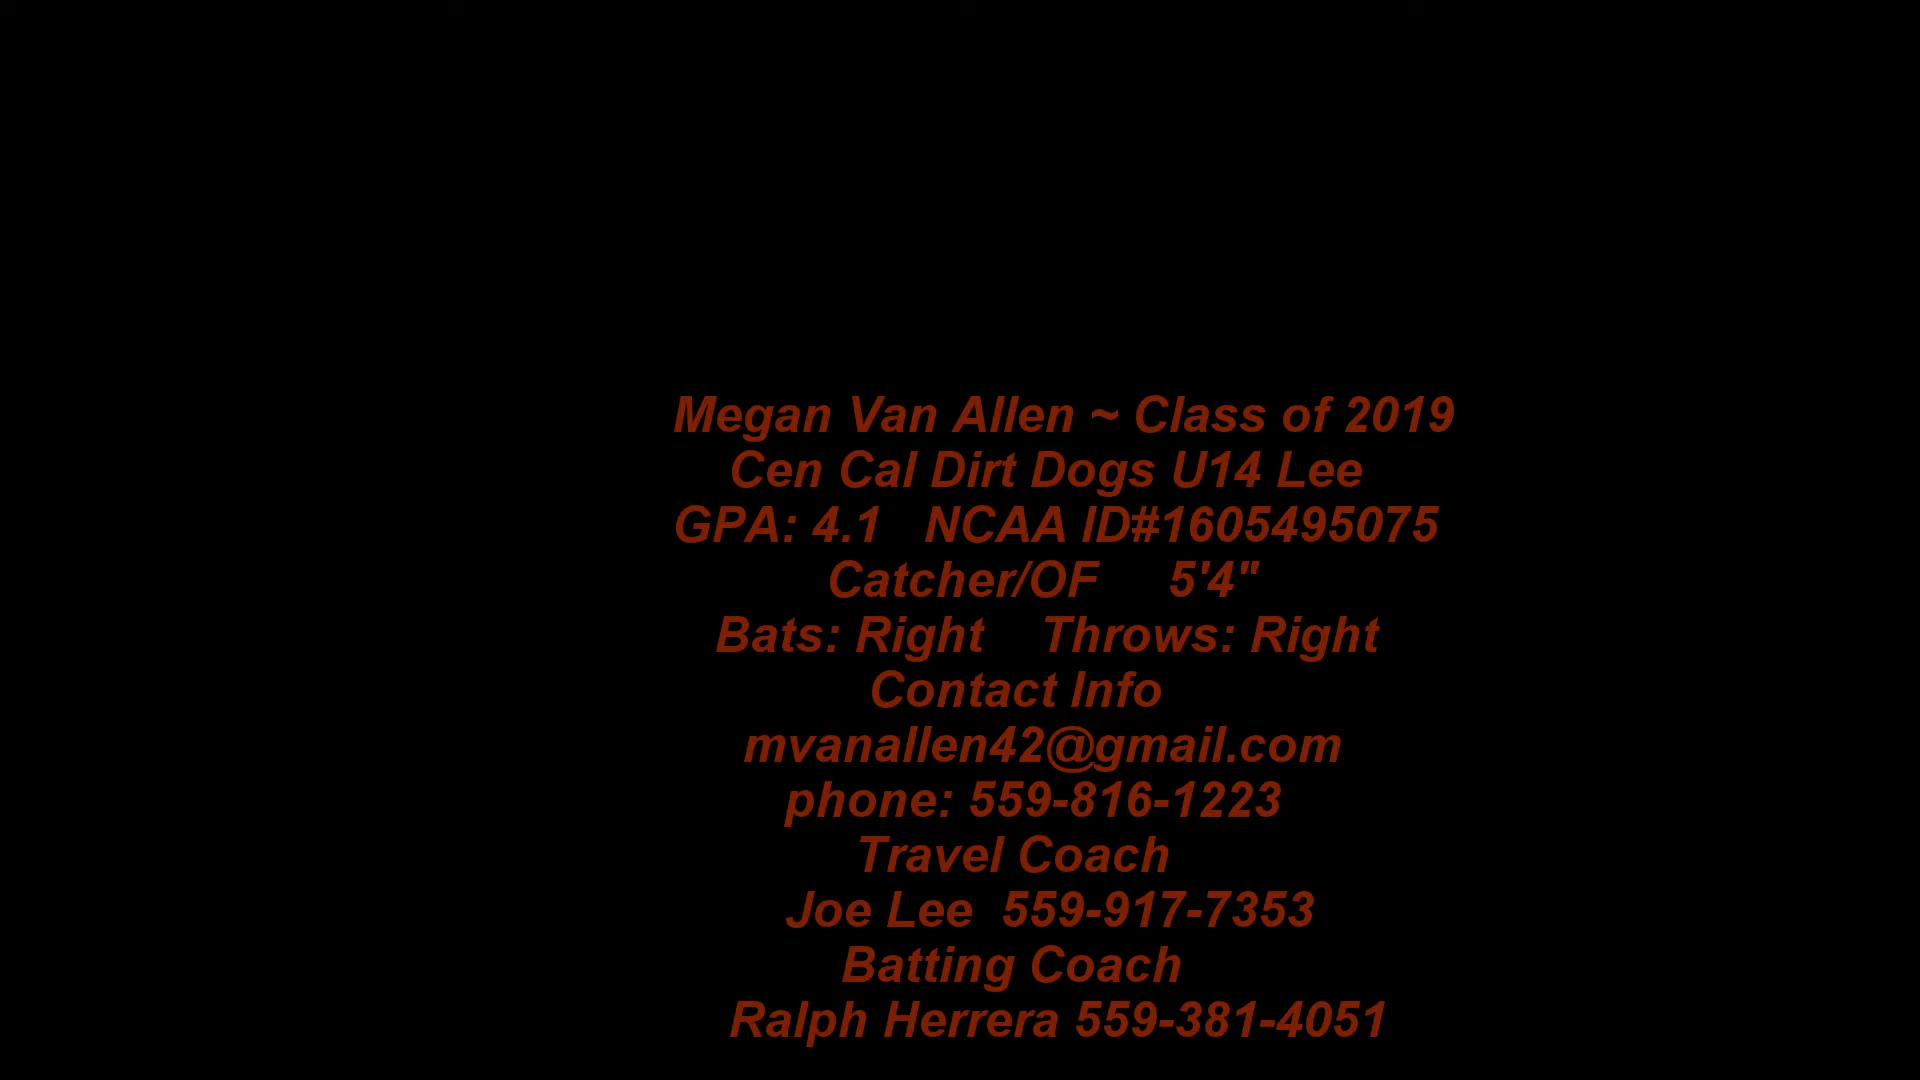 Megan Van Allen ~ Class of 2019
Cen Cal Dirt Dogs U14 Lee
GPA: 4.1   NCAA ID#1605495075
Catcher/OF     5'4"
Bats: Right    Throws: Right
Contact Info
mvanallen42@gmail.com
phone: 559-816-1223
Travel Coach
Joe Lee  559-917-7353
Batting Coach
Ralph Herrera 559-381-4051